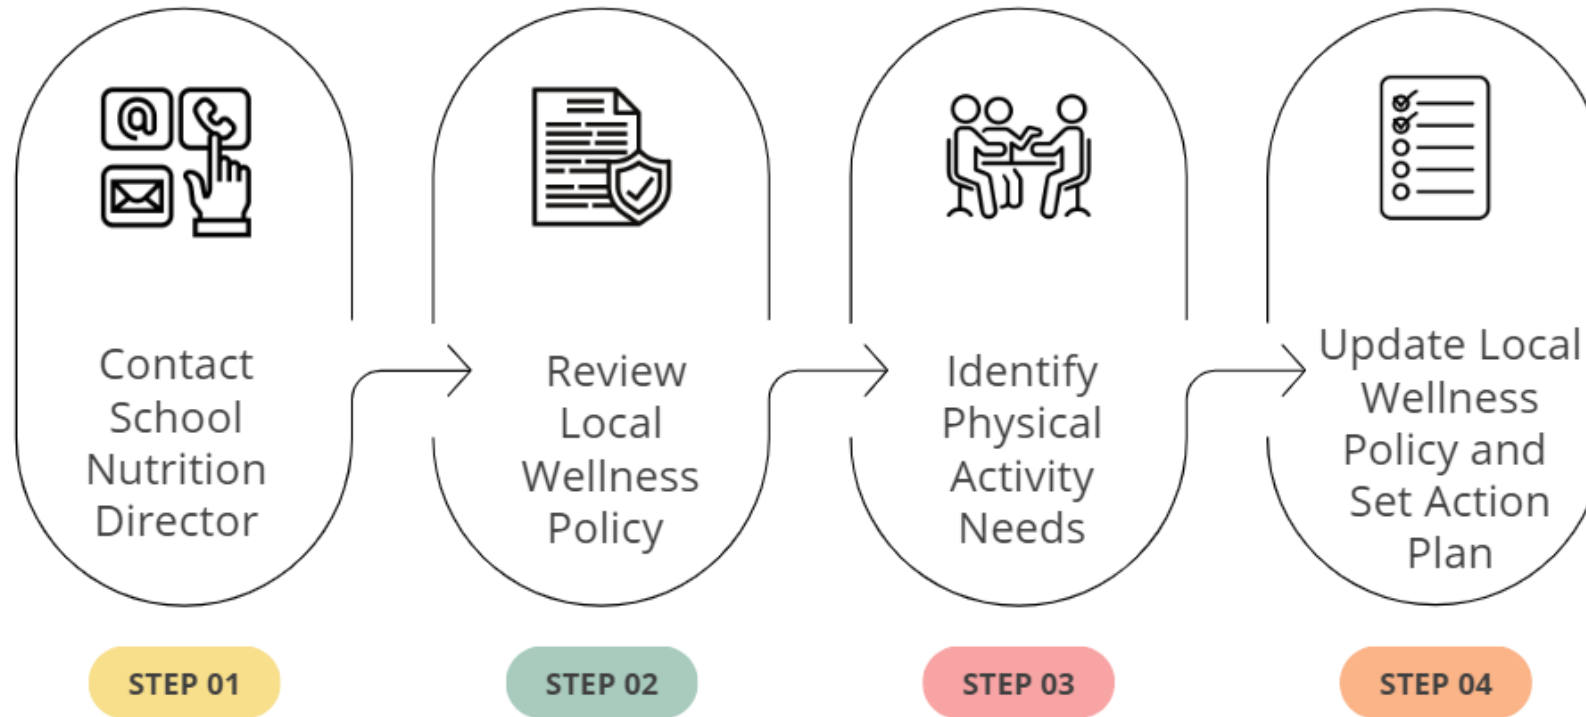 Contact
School
Nutrition
Director
STEP 01
Review
Local
Wellness
Policy
STEP 02
Identify
Physical
Activity
Needs
STEP 03
Update Local
Wellness
Policy and
Set Action
Plan
STEP 04